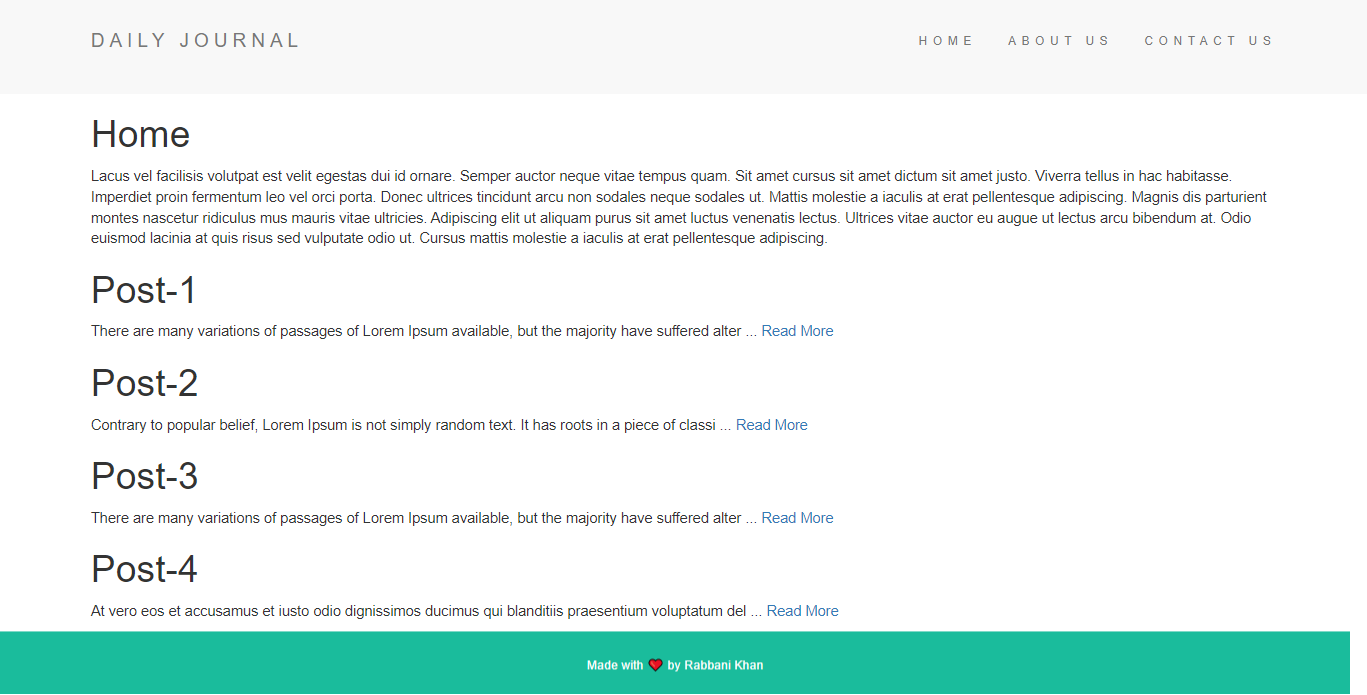 DAILY JOURNAL
HOME ABOUT US CONTACT US
Home
Lacus vel facilisis volutpat est velit egestas dui id ornare. Semper auctor neque vitae tempus quam. Sit amet cursus sit amet dictum sit amet justo. Viverra tellus in hac habitasse.
Imperdiet proin fermentum leo vel orci porta. Donec ultrices tincidunt arcu non sodales neque sodales ut. Mattis molestie a iaculis at erat pellentesque adipiscing. Magnis dis parturient
montes nascetur ridiculus mus mauris vitae ultricies. Adipiscing elit ut aliquam purus sit amet luctus venenatis lectus. Ultrices vitae auctor eu augue ut lectus arcu bibendum at. Odio
euismod lacinia at quis risus sed vulputate odio ut. Cursus mattis molestie a iaculis at erat pellentesque adipiscing.
Post-1
There are many variations of passages of Lorem Ipsum available, but the majority have suffered alter ... Read More
Post-2
Contrary to popular belief, Lorem Ipsum is not simply random text. It has roots in a piece of classi ... Read More
Post-3
There are many variations of passages of Lorem Ipsum available, but the majority have suffered alter ... Read More
Post-4
At vero eos et accusamus et iusto odio dignissimos ducimus qui blanditiis praesentium voluptatum del ... Read More
Made with ❤ by Rabbani Khan